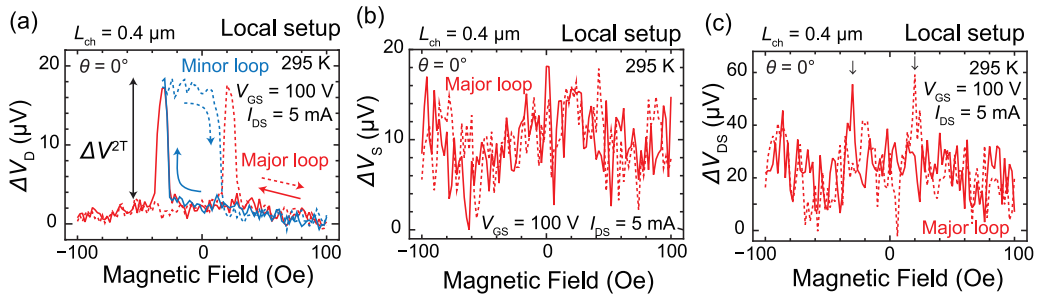 (a)
L_ch = 0.4 μm Local setup
θ = 0° Minor loop 295 K
V_GS = 100 V
I_DS = 5 mA
ΔV^2T
Major loop
ΔV_D (μV)
20
10
0
−100 0 100
Magnetic Field (Oe)
(b)
L_ch = 0.4 μm Local setup
θ = 0° Major loop 295 K
ΔV_S (μV)
20
15
10
5
0
V_GS = 100 V I_DS = 5 mA
−100 0 100
Magnetic Field (Oe)
(c)
L_ch = 0.4 μm Local setup
θ = 0° 295 K
V_GS = 100 V
I_DS = 5 mA
ΔV_DS (μV)
60
40
20
0
Major loop
−100 0 100
Magnetic Field (Oe)